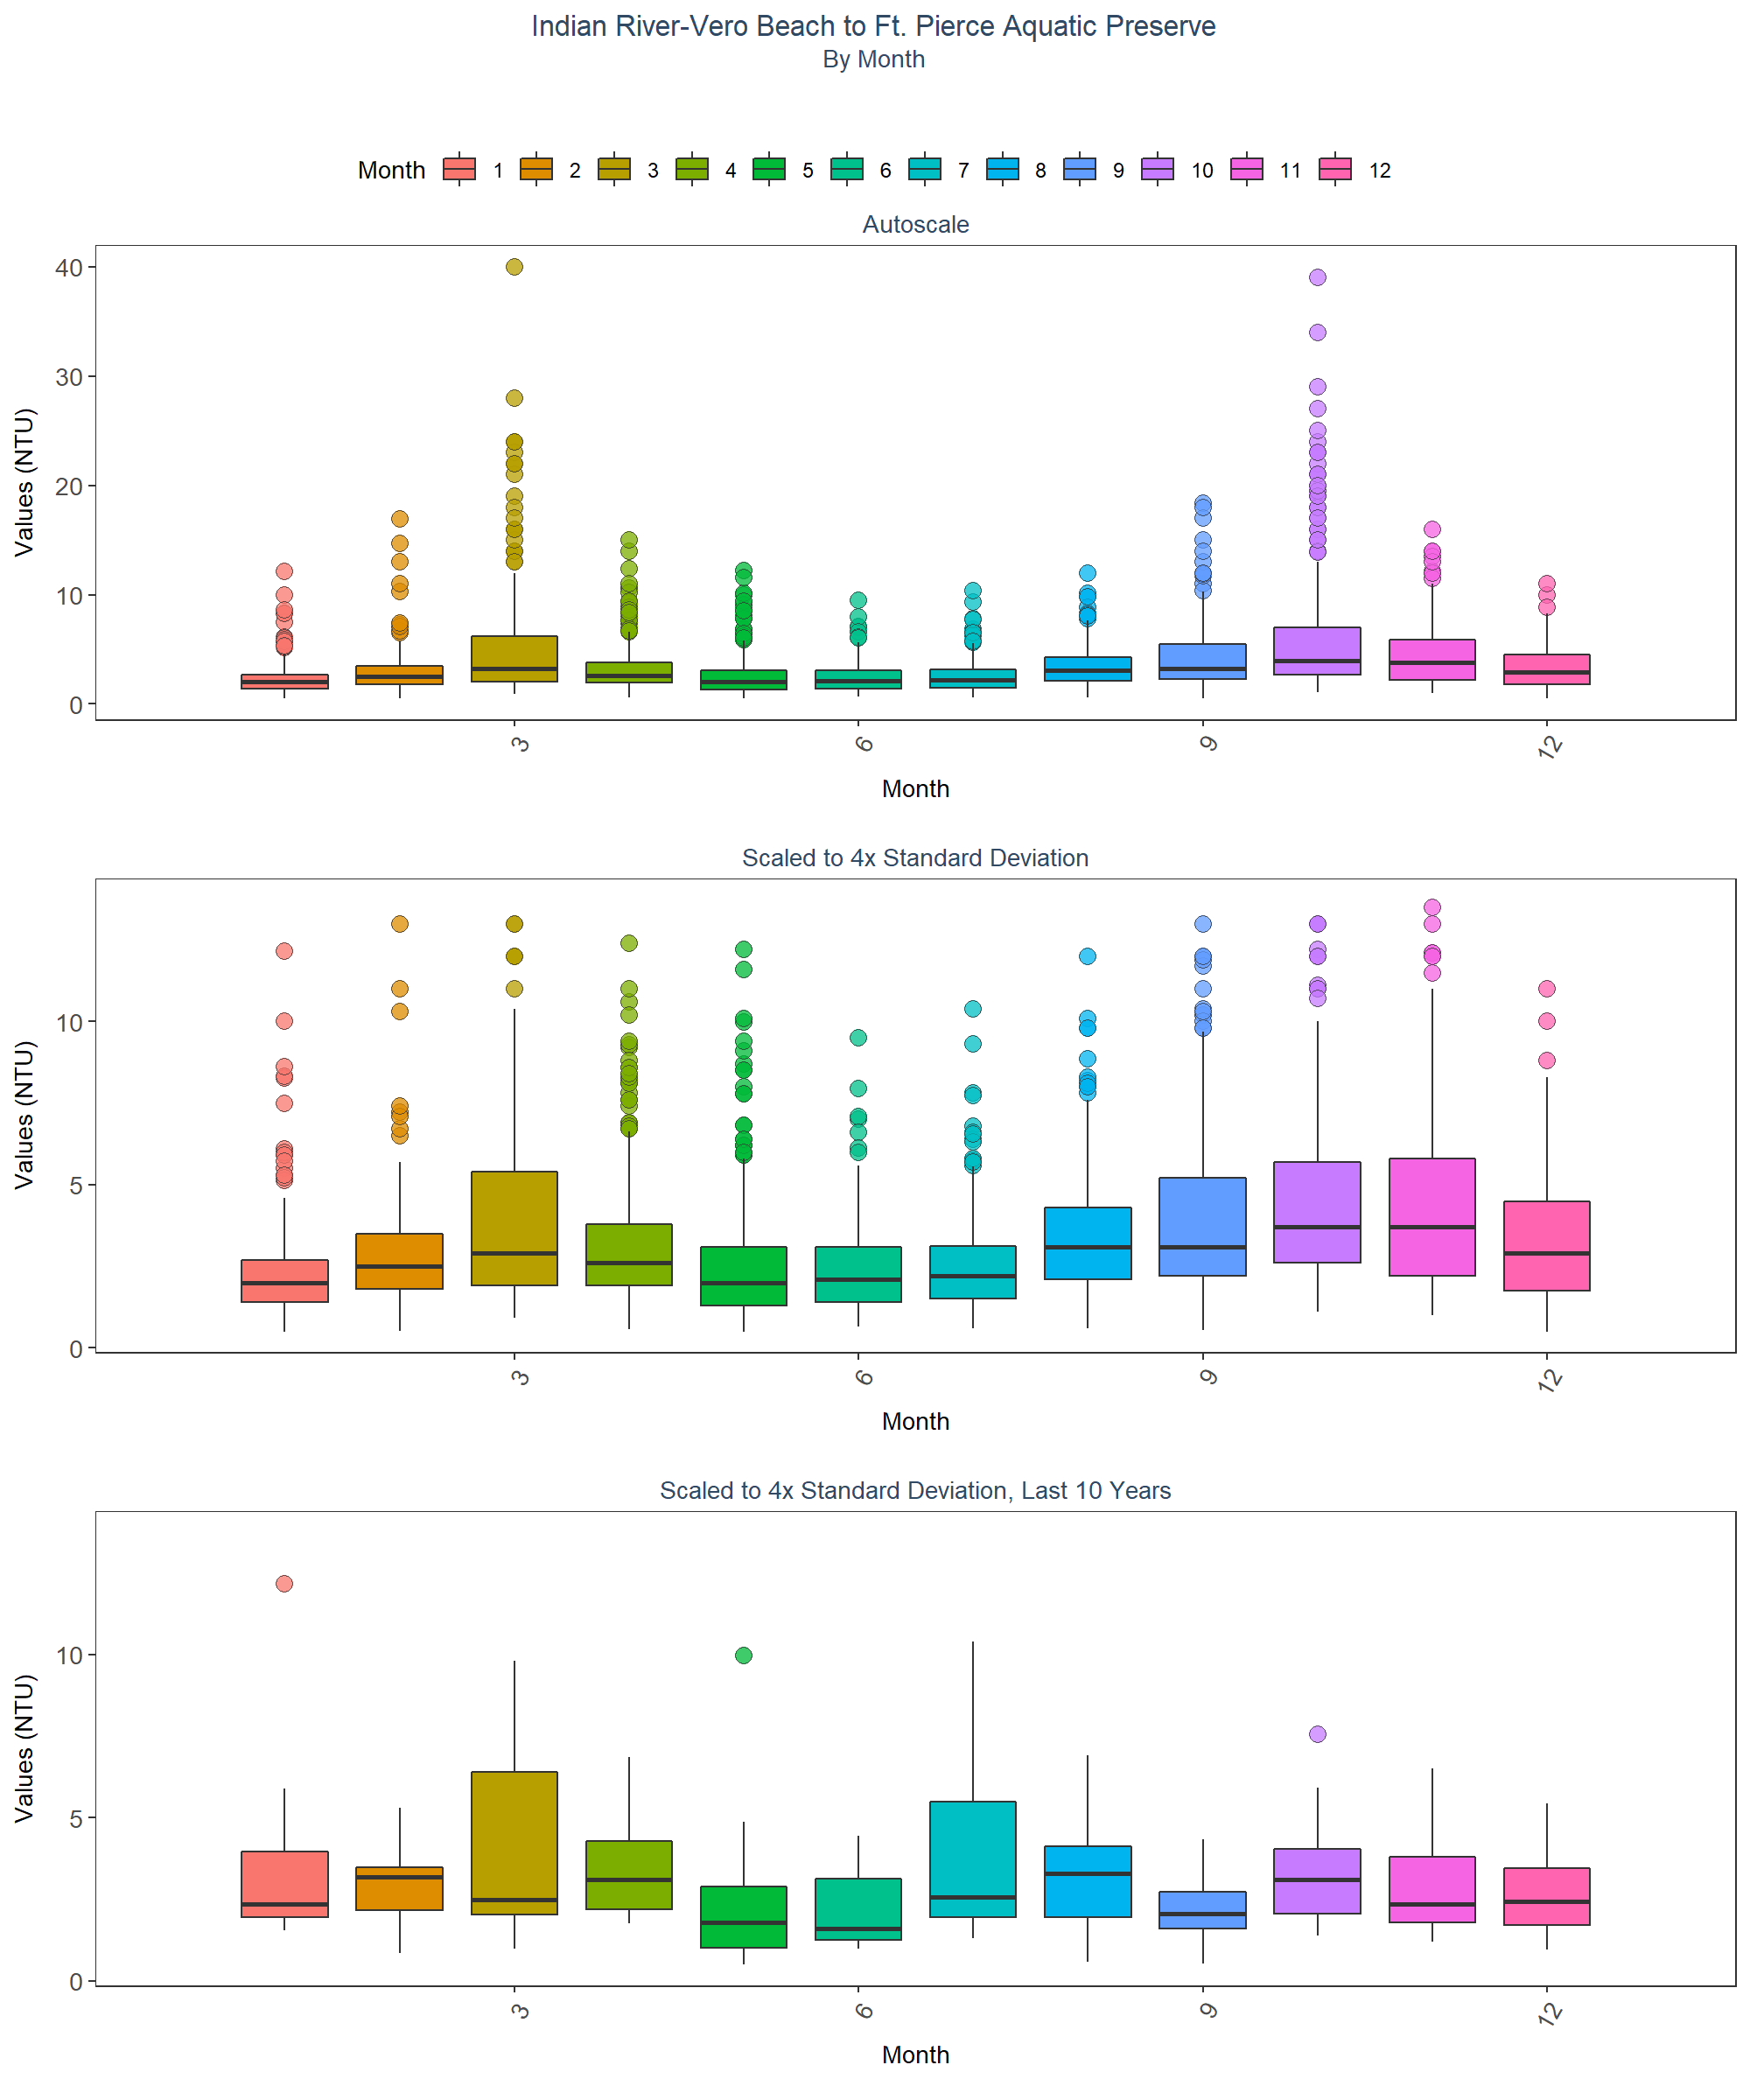 Indian River-Vero Beach to Ft. Pierce Aquatic Preserve
By Month
Month 1 2 3 4 5 6 7 8 9 10 11 12
Autoscale
Values (NTU)
40
30
20
10
0
3 6 9 12
Month
Scaled to 4x Standard Deviation
Values (NTU)
10
5
0
3 6 9 12
Month
Scaled to 4x Standard Deviation, Last 10 Years
Values (NTU)
10
5
0
3 6 9 12
Month